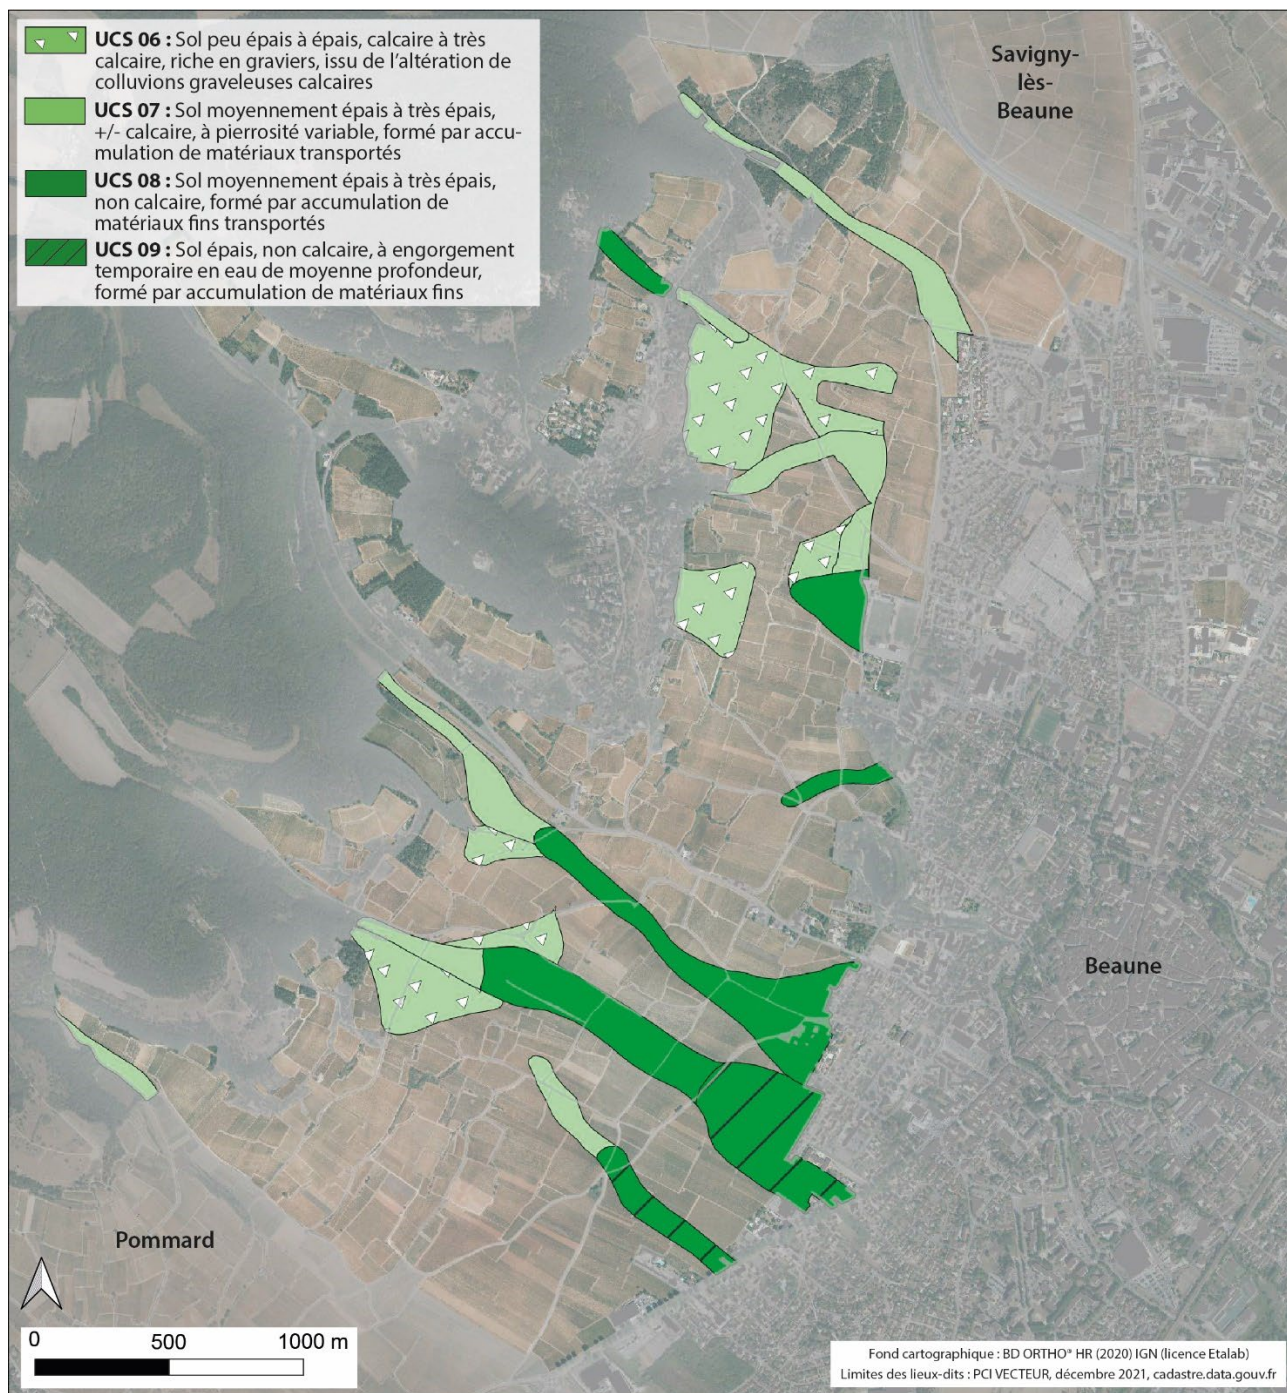 UCS 06 : Sol peu épais à épais, calcaire à très
calcaire, riche en graviers, issu de l'altération de
colluvions graveleuses calcaires
UCS 07 : Sol moyennement épais à très épais,
+/- calcaire, à pierrosité variable, formé par accu-
mulation de matériaux transportés
UCS 08 : Sol moyennement épais à très épais,
non calcaire, formé par accumulation de
matériaux fins transportés
UCS 09 : Sol épais, non calcaire, à engorgement
temporaire en eau de moyenne profondeur,
formé par accumulation de matériaux fins
Savigny-
lès-
Beaune
Beaune
Pommard
0 500 1000 m
Fond cartographique : BD ORTHO® HR (2020) IGN (licence Etalab)
Limites des lieux-dits : PCI VECTEUR, décembre 2021, cadastre.data.gouv.fr